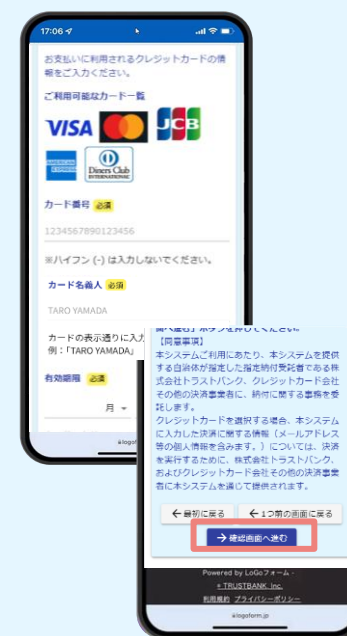 17:06
お支払いに利用されるクレジットカードの情
報をご入力ください。
ご利用可能なカード一覧
VISA
JCB
AMERICAN EXPRESS
Diners Club
INTERNATIONAL
カード番号 必須
1234567890123456
※ハイフン (-) は入力しないでください。
カード名義人 必須
TARO YAMADA
カードの表示通りに入力
例：「TARO YAMADA」
有効期限 必須
月
【同意事項】
本システムご利用にあたり、本システムを提供
する自治体が指定した指定納付受託者である株
式会社トラストバンク、クレジットカード会社
その他の決済事業者に、納付に関する事務を委
託します。
クレジットカードを選択する場合、本システム
に入力した決済に関する情報（メールアドレス
等の個人情報を含みます。）については、決済
を実行するために、株式会社トラストバンク、
およびクレジットカード会社その他の決済事業
者に本システムを通じて提供されます。
← 最初に戻る
← 1つ前の画面に戻る
→ 確認画面へ進む
Powered by LoGoフォーム -
TRUSTBANK, Inc.
利用規約 プライバシーポリシー
logoform.jp